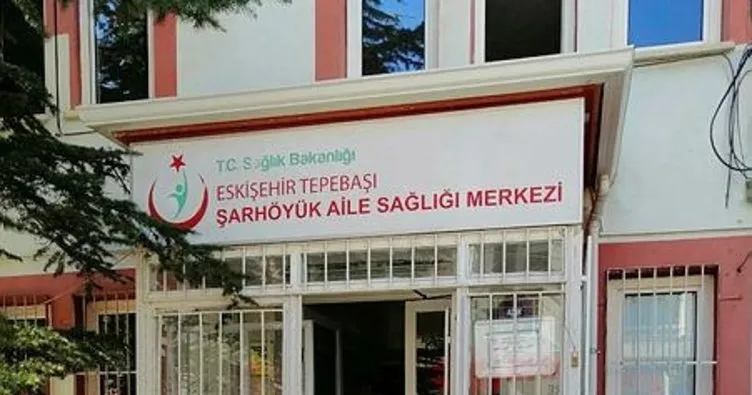 T.C. Sağlık Bakanlığı
ESKİŞEHİR TEPEBAŞI
ŞARHÖYÜK AİLE SAĞLIĞI MERKEZİ